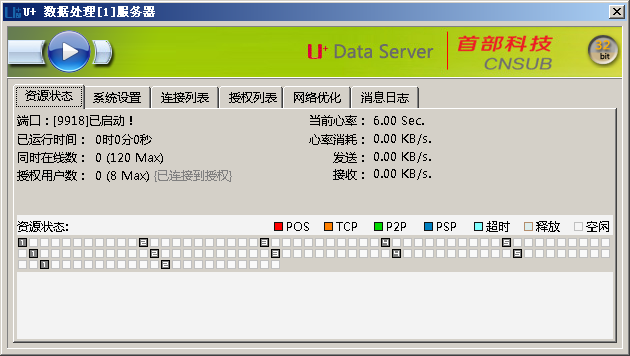 U+ 数据处理[1]服务器
U+ Data Server
首部科技
CNSUB
32
bit
资源状态 系统设置 连接列表 授权列表 网络优化 消息日志
端口：[9918]已启动！ 当前心率： 6.00 Sec.
已运行时间： 0时0分0秒 心率消耗： 0.00 KB/s.
同时在线数： 0 (120 Max) 发送： 0.00 KB/s.
授权用户数： 0 (8 Max) {已连接到授权} 接收： 0.00 KB/s.
资源状态: POS TCP P2P PSP 超时 释放 空闲